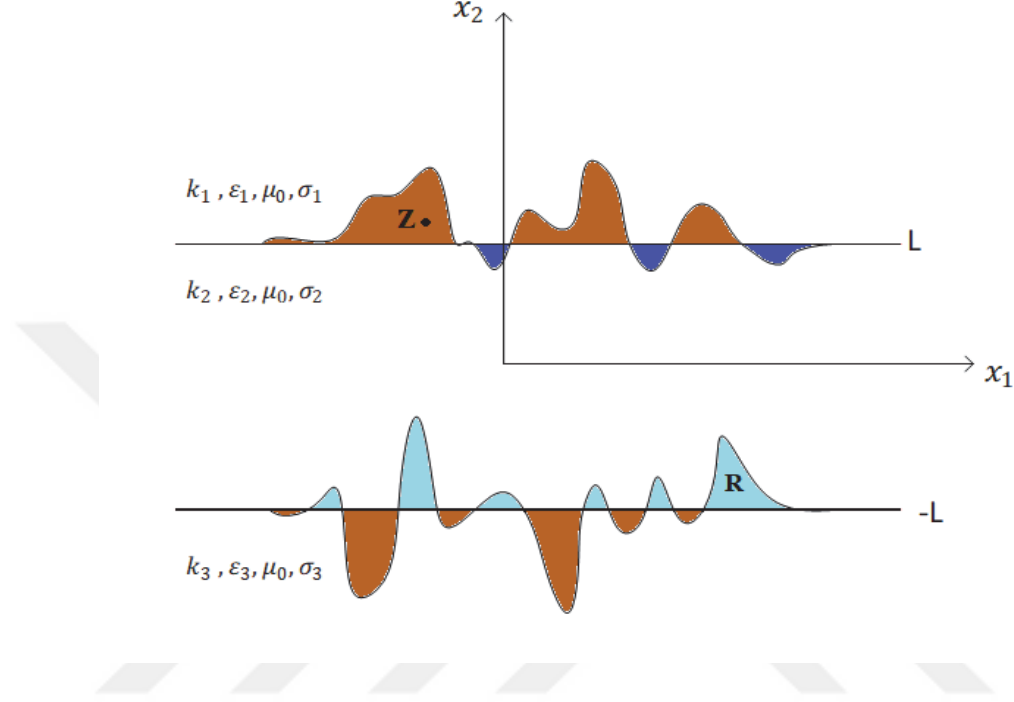 x₂
k₁ , ε₁, μ₀, σ₁
Z
L
k₂ , ε₂, μ₀, σ₂
x₁
R
-L
k₃ , ε₃, μ₀, σ₃